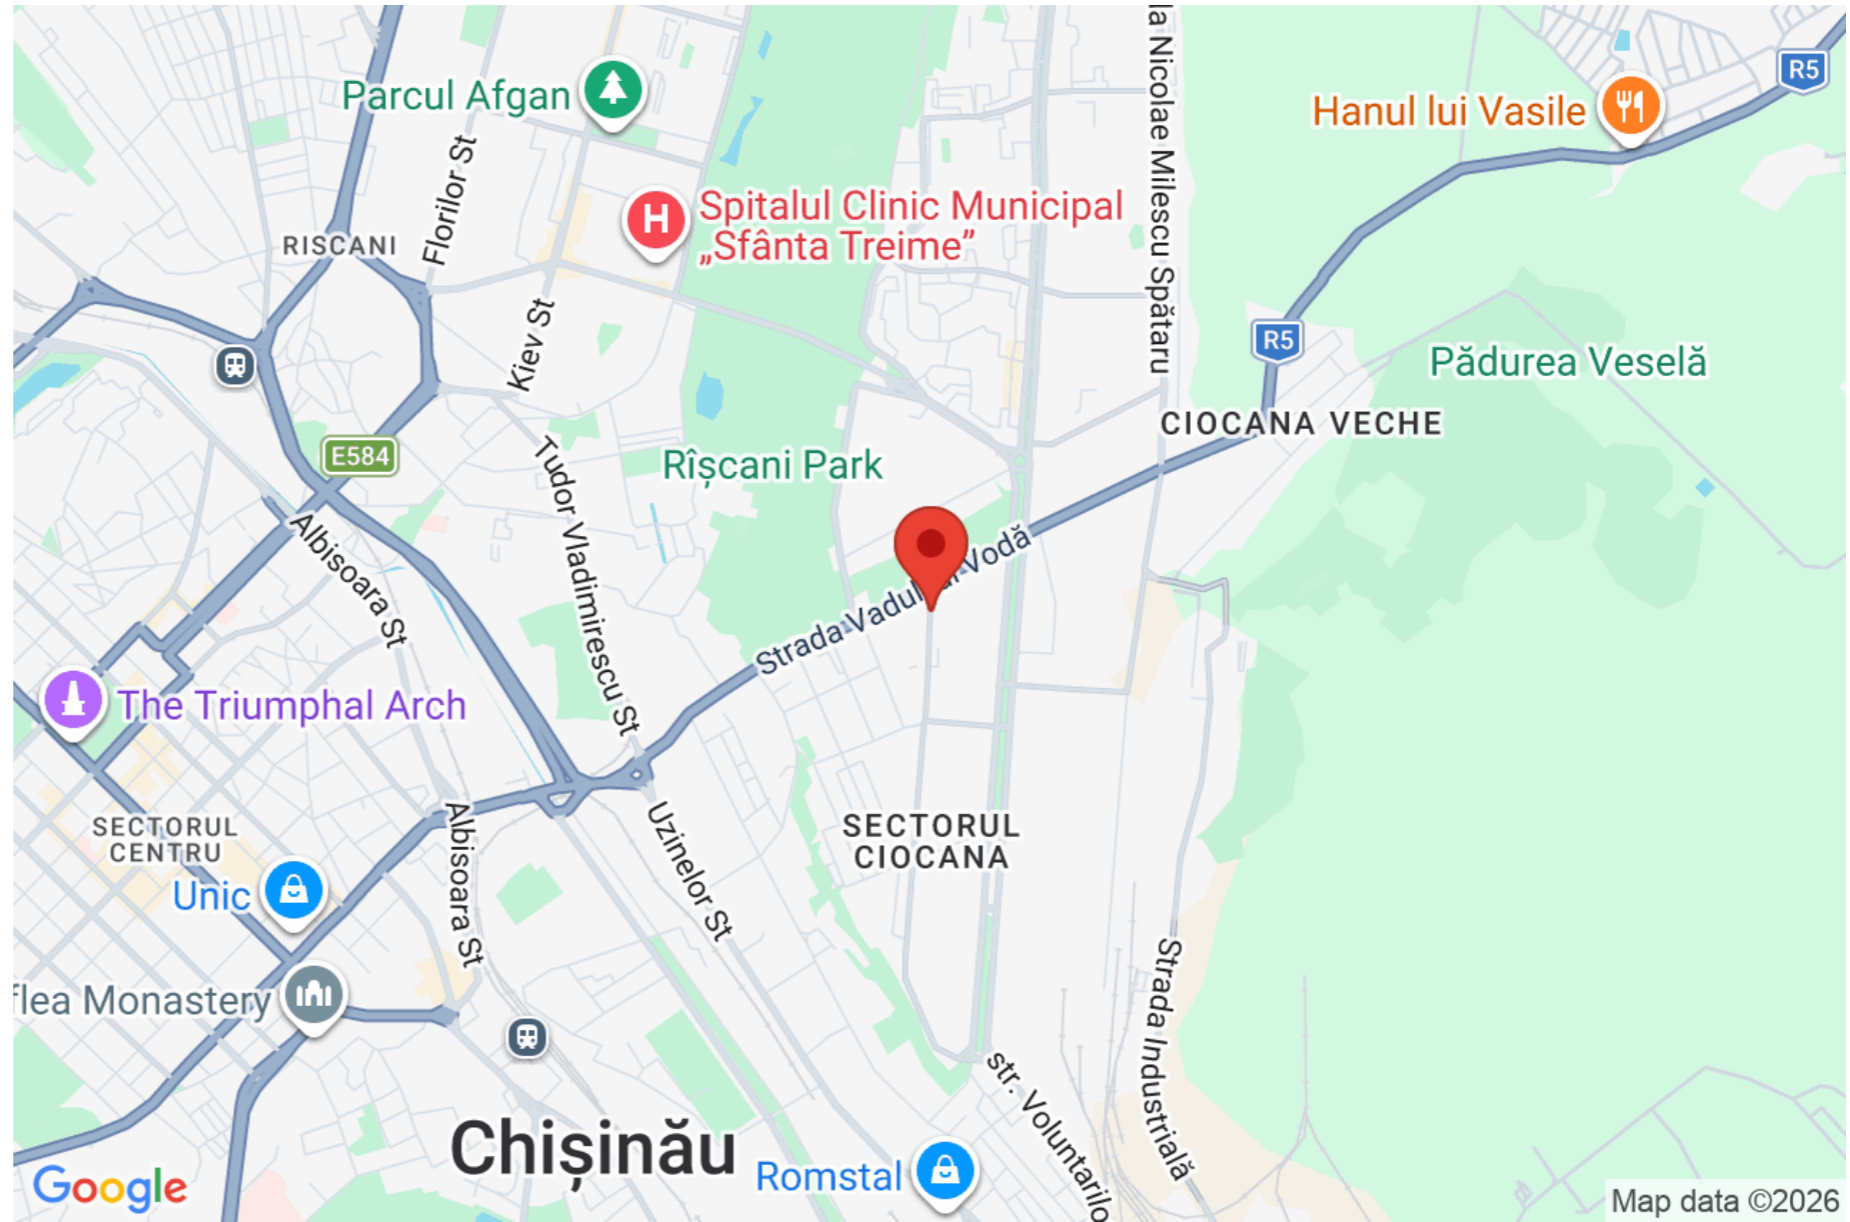 la Nicolae Milescu Spătaru
R5
Parcul Afgan
Hanul lui Vasile
Florilor St
Spitalul Clinic Municipal
„Sfânta Treime”
H
RISCANI
Kiev St
R5
Pădurea Veselă
CIOCANA VECHE
E584
Rîșcani Park
Tudor Vladimirescu St
Albisoara St
Strada Vadul lui Vodă
The Triumphal Arch
SECTORUL
CENTRU
Albisoara St
Uzinelor St
SECTORUL
CIOCANA
Unic
flea Monastery
Strada Industrială
str. Voluntarilo
Chișinău
Romstal
Google
Map data ©2026